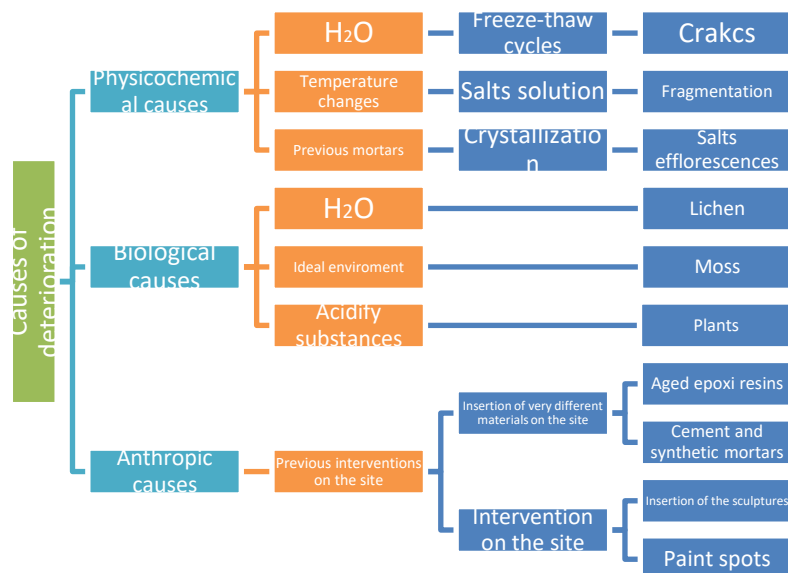 Causes of
deterioration
Physicochemic
al causes
H₂O
Freeze-thaw
cycles
Crakcs
Temperature
changes
Salts solution
Fragmentation
Previous mortars
Crystallizatio
n
Salts
efflorescences
Biological
causes
H₂O
Lichen
Ideal enviroment
Moss
Acidify
substances
Plants
Anthropic
causes
Previous interventions
on the site
Insertion of very different
materials on the site
Aged epoxi resins
Cement and
synthetic mortars
Intervention
on the site
Insertion of the sculptures
Paint spots